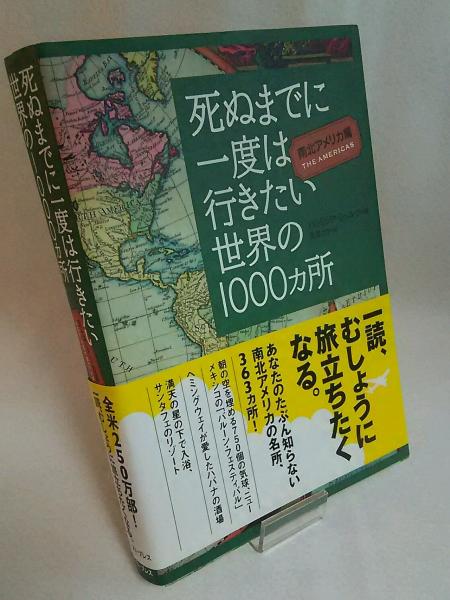 死ぬまでに
一度は
行きたい
世界の
1000ヵ所
南北アメリカ編
THE AMERICAS
一読、
むしょうに
旅立ちたく
なる。
あなたのたぶん知らない
南北アメリカの名所、
363ヵ所！
朝の空を埋める750個の気球、ニュー
メキシコの「バルーン・フェスティバル」
ヘミングウェイが愛したハバナの酒場
満天の星の下で入浴、
サンタフェのリゾート
死ぬまでに一度は行きたい
世界の1000ヵ所
全米250万部！